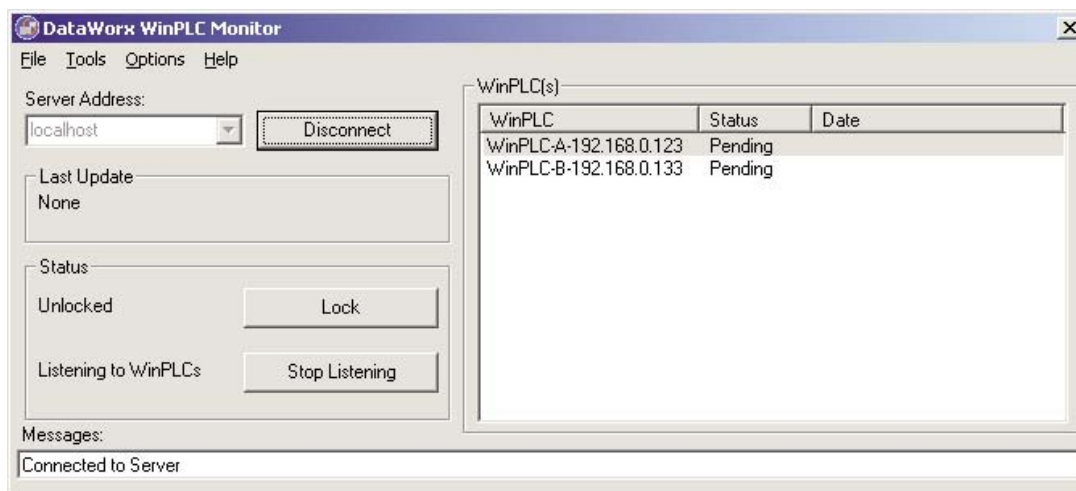 DataWorx WinPLC Monitor
File Tools Options Help
Server Address:
localhost
Disconnect
Last Update
None
Status
Unlocked
Lock
Listening to WinPLCs
Stop Listening
WinPLC(s)
WinPLC Status Date
WinPLC-A-192.168.0.123 Pending
WinPLC-B-192.168.0.133 Pending
Messages:
Connected to Server